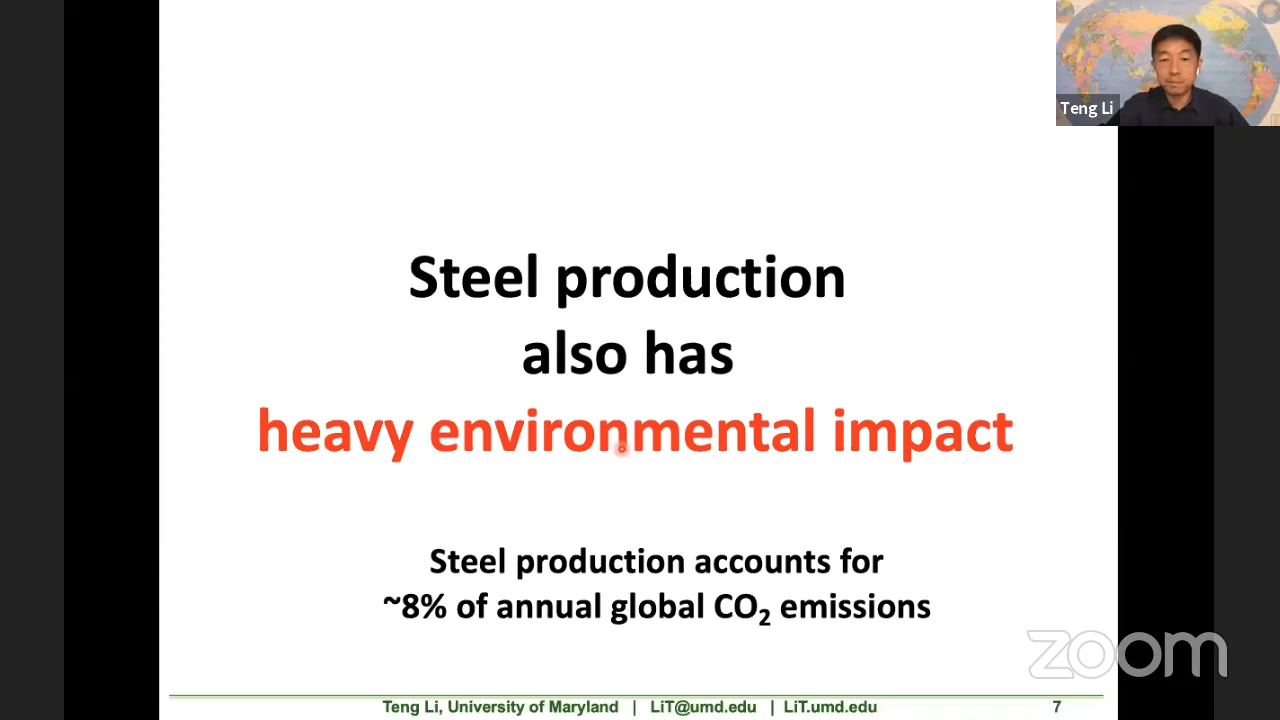 Teng Li
Steel production
also has
heavy environmental impact
Steel production accounts for
~8% of annual global CO₂ emissions
zoom
Teng Li, University of Maryland | LiT@umd.edu | LiT.umd.edu 7